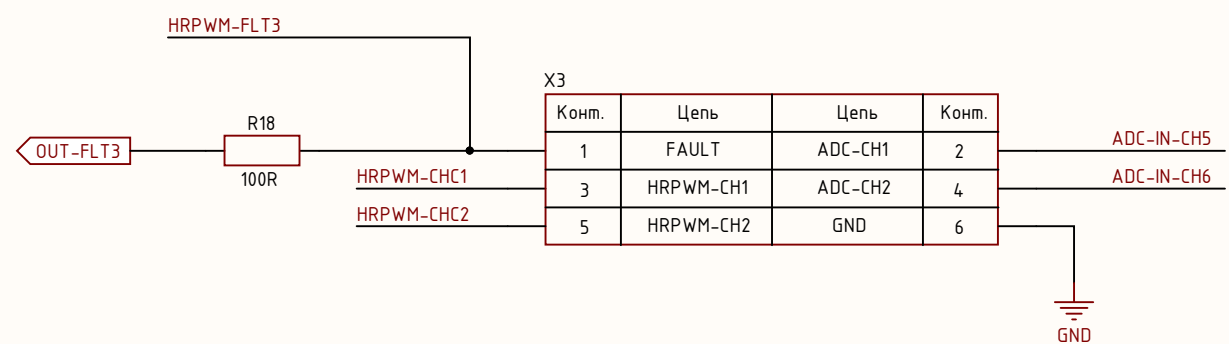 HRPWM-FLT3
X3
Конт. Цепь Цепь Конт.
R18
OUT-FLT3
100R
1 FAULT ADC-CH1 2
ADC-IN-CH5
HRPWM-CHC1
3 HRPWM-CH1 ADC-CH2 4
ADC-IN-CH6
HRPWM-CHC2
5 HRPWM-CH2 GND 6
GND